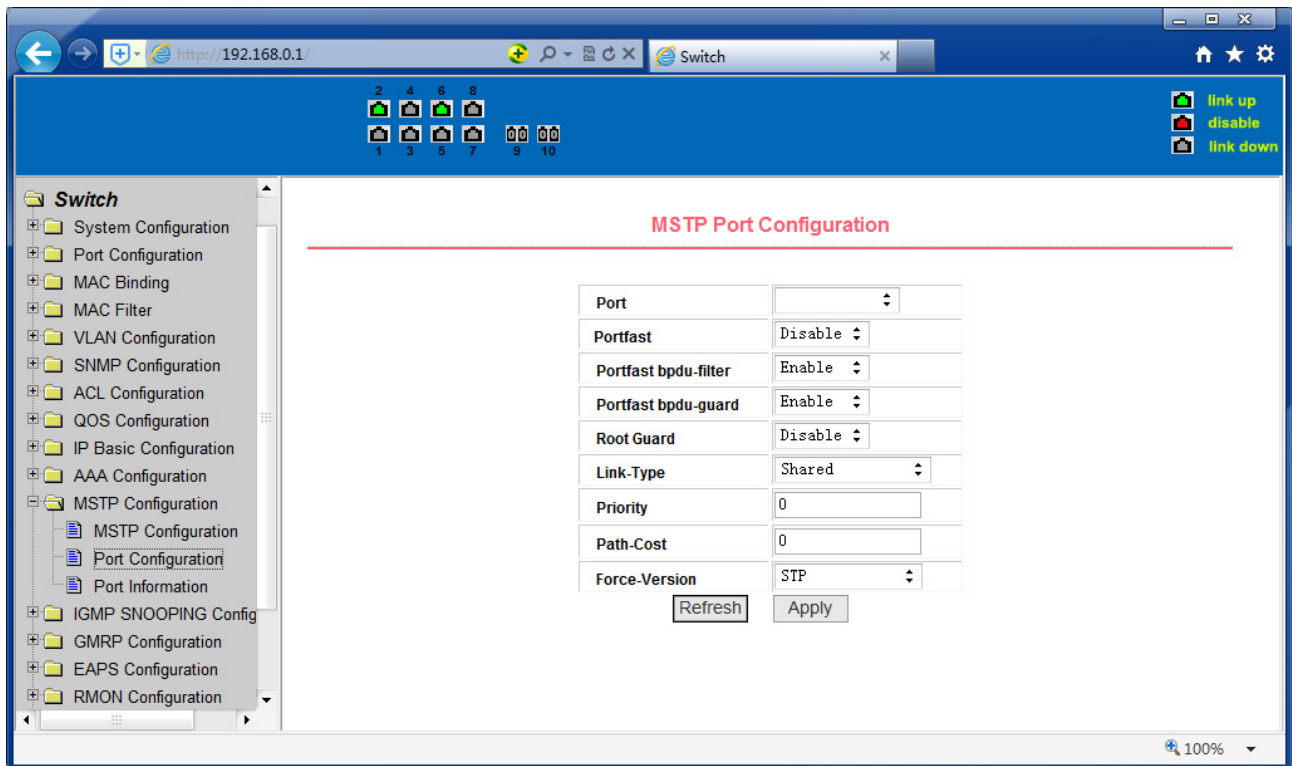 http://192.168.0.1/
Switch
2 4 6 8
1 3 5 7 9 10
link up
disable
link down
Switch
System Configuration
Port Configuration
MAC Binding
MAC Filter
VLAN Configuration
SNMP Configuration
ACL Configuration
QOS Configuration
IP Basic Configuration
AAA Configuration
MSTP Configuration
MSTP Configuration
Port Configuration
Port Information
IGMP SNOOPING Config
GMRP Configuration
EAPS Configuration
RMON Configuration
MSTP Port Configuration
Port
Portfast Disable
Portfast bpdu-filter Enable
Portfast bpdu-guard Enable
Root Guard Disable
Link-Type Shared
Priority 0
Path-Cost 0
Force-Version STP
Refresh Apply
100%